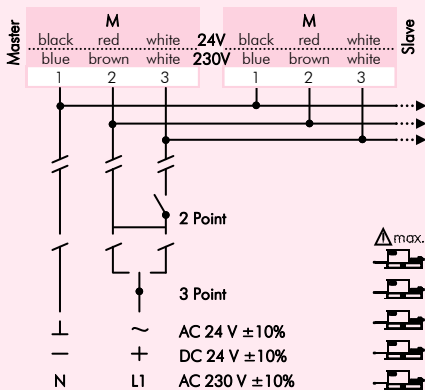 Master
M
M
Slave
black red white 24V black red white
blue brown white 230V blue brown white
1 2 3 1 2 3
2 Point
max.
3 Point
⊥ ~ AC 24 V ±10%
− + DC 24 V ±10%
N L1 AC 230 V ±10%